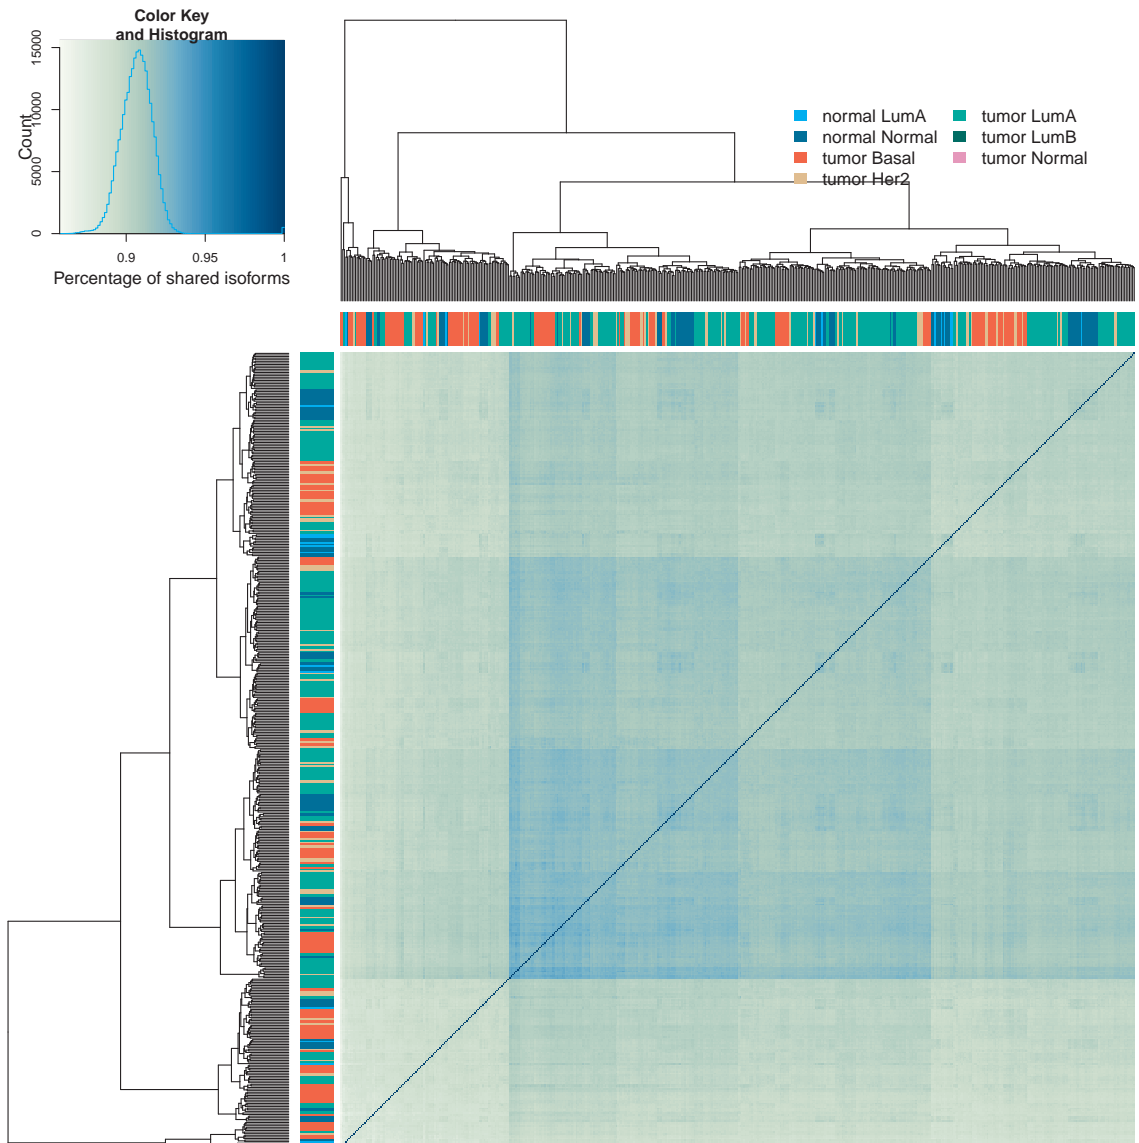 Color Key
and Histogram
Count
0 5000 10000 15000
0.9 0.95 1
Percentage of shared isoforms
normal LumA
normal Normal
tumor Basal
tumor Her2
tumor LumA
tumor LumB
tumor Normal